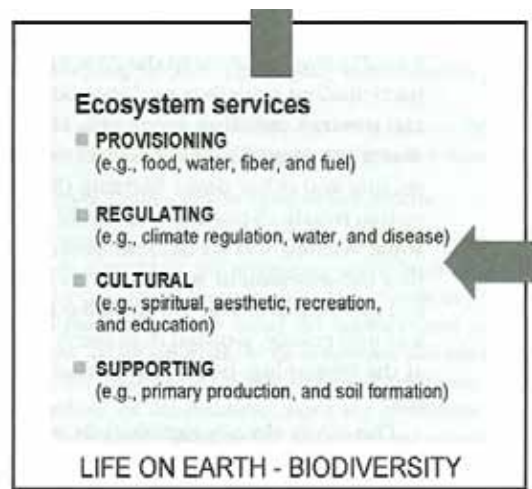 Ecosystem services
PROVISIONING
(e.g., food, water, fiber, and fuel)
REGULATING
(e.g., climate regulation, water, and disease)
CULTURAL
(e.g., spiritual, aesthetic, recreation,
and education)
SUPPORTING
(e.g., primary production, and soil formation)
LIFE ON EARTH - BIODIVERSITY